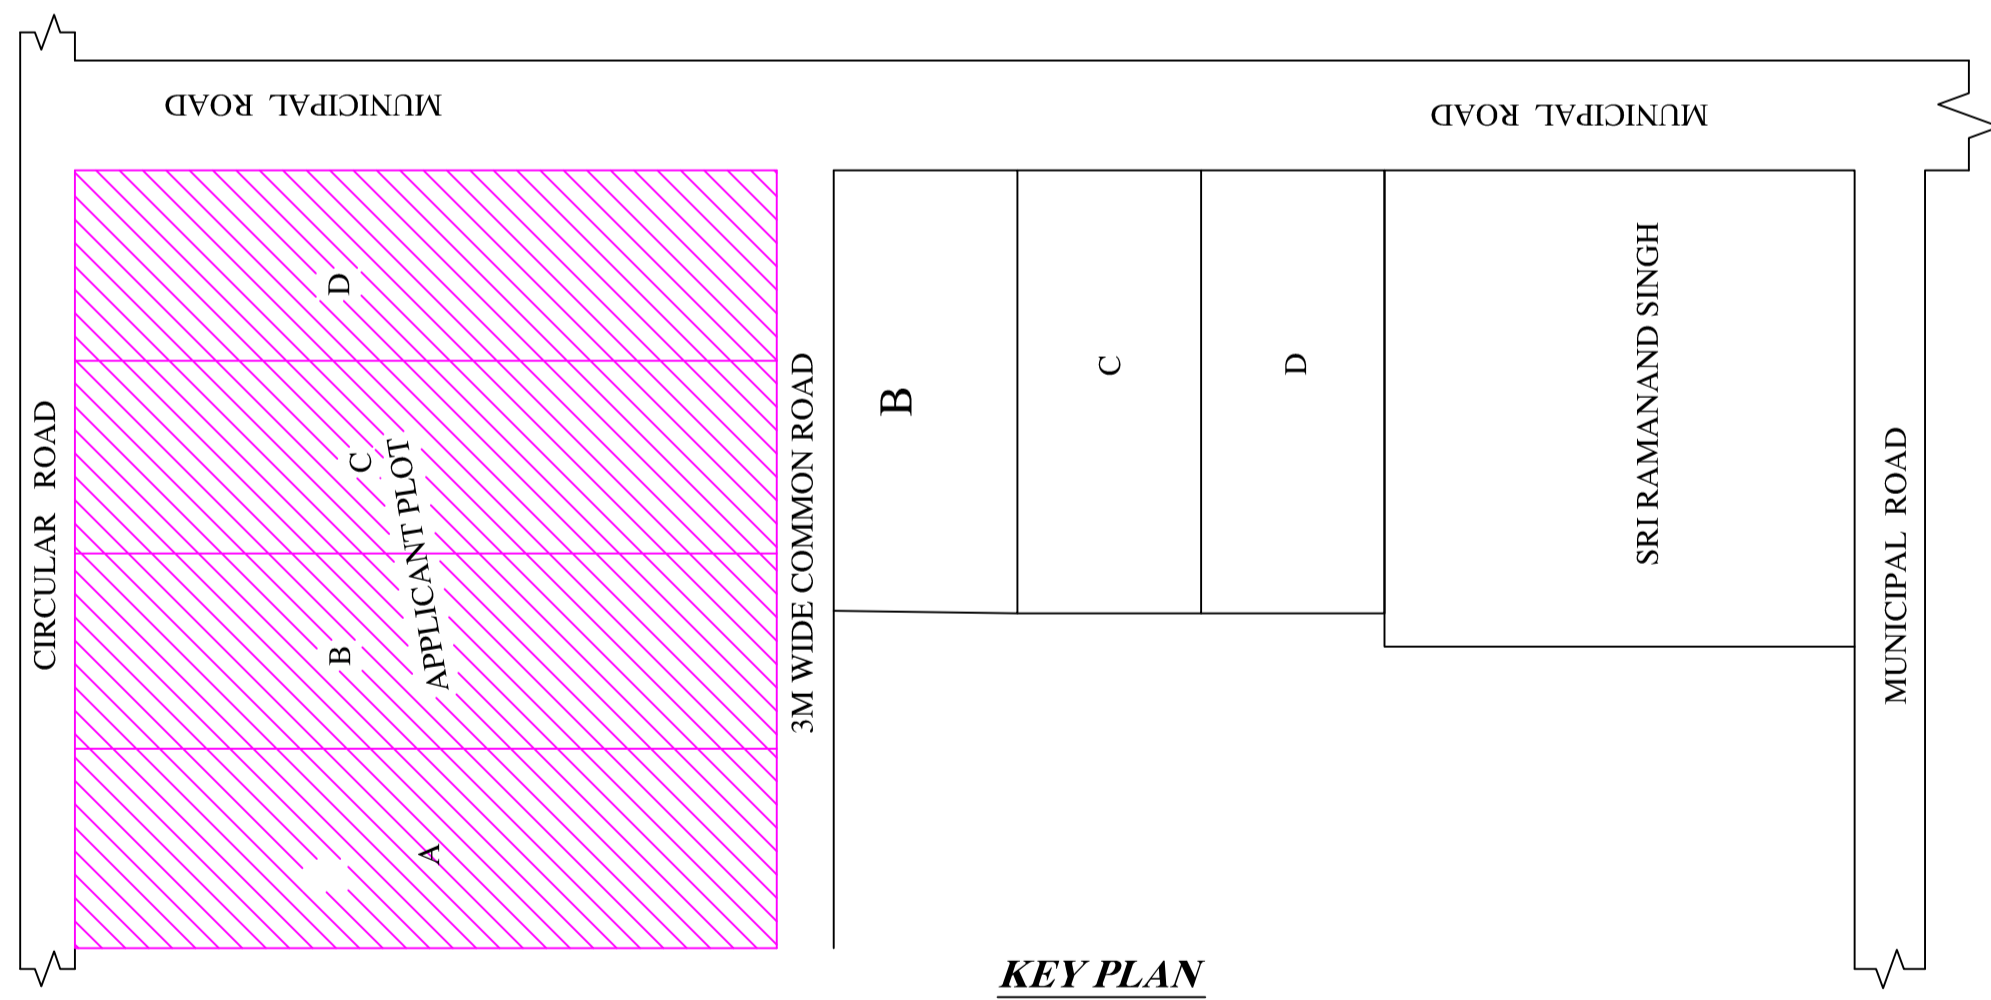 MUNICIPAL ROAD
MUNICIPAL ROAD
CIRCULAR ROAD
D
C
APPLICANT PLOT
B
A
3M WIDE COMMON ROAD
B
C
D
SRI RAMANAND SINGH
MUNICIPAL ROAD
KEY PLAN